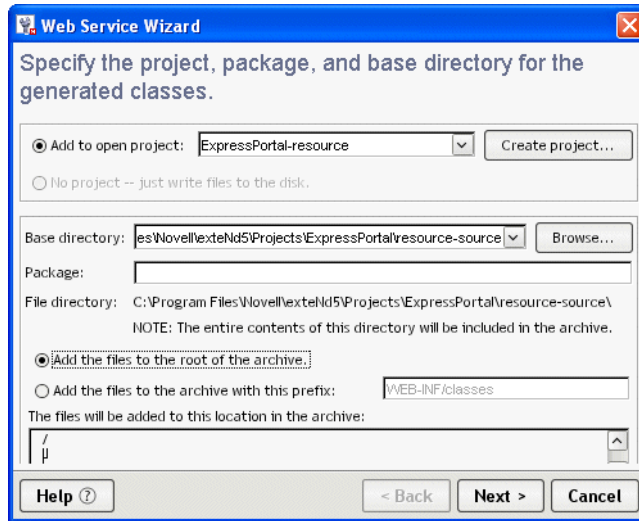 Web Service Wizard
Specify the project, package, and base directory for the
generated classes.
Add to open project: ExpressPortal-resource Create project...
No project -- just write files to the disk.
Base directory: es\Novell\exteNd5\Projects\ExpressPortal\resource-source Browse...
Package:
File directory: C:\Program Files\Novell\exteNd5\Projects\ExpressPortal\resource-source\
NOTE: The entire contents of this directory will be included in the archive.
Add the files to the root of the archive.
Add the files to the archive with this prefix: WEB-INF/classes
The files will be added to this location in the archive:
/
Help ? < Back Next > Cancel